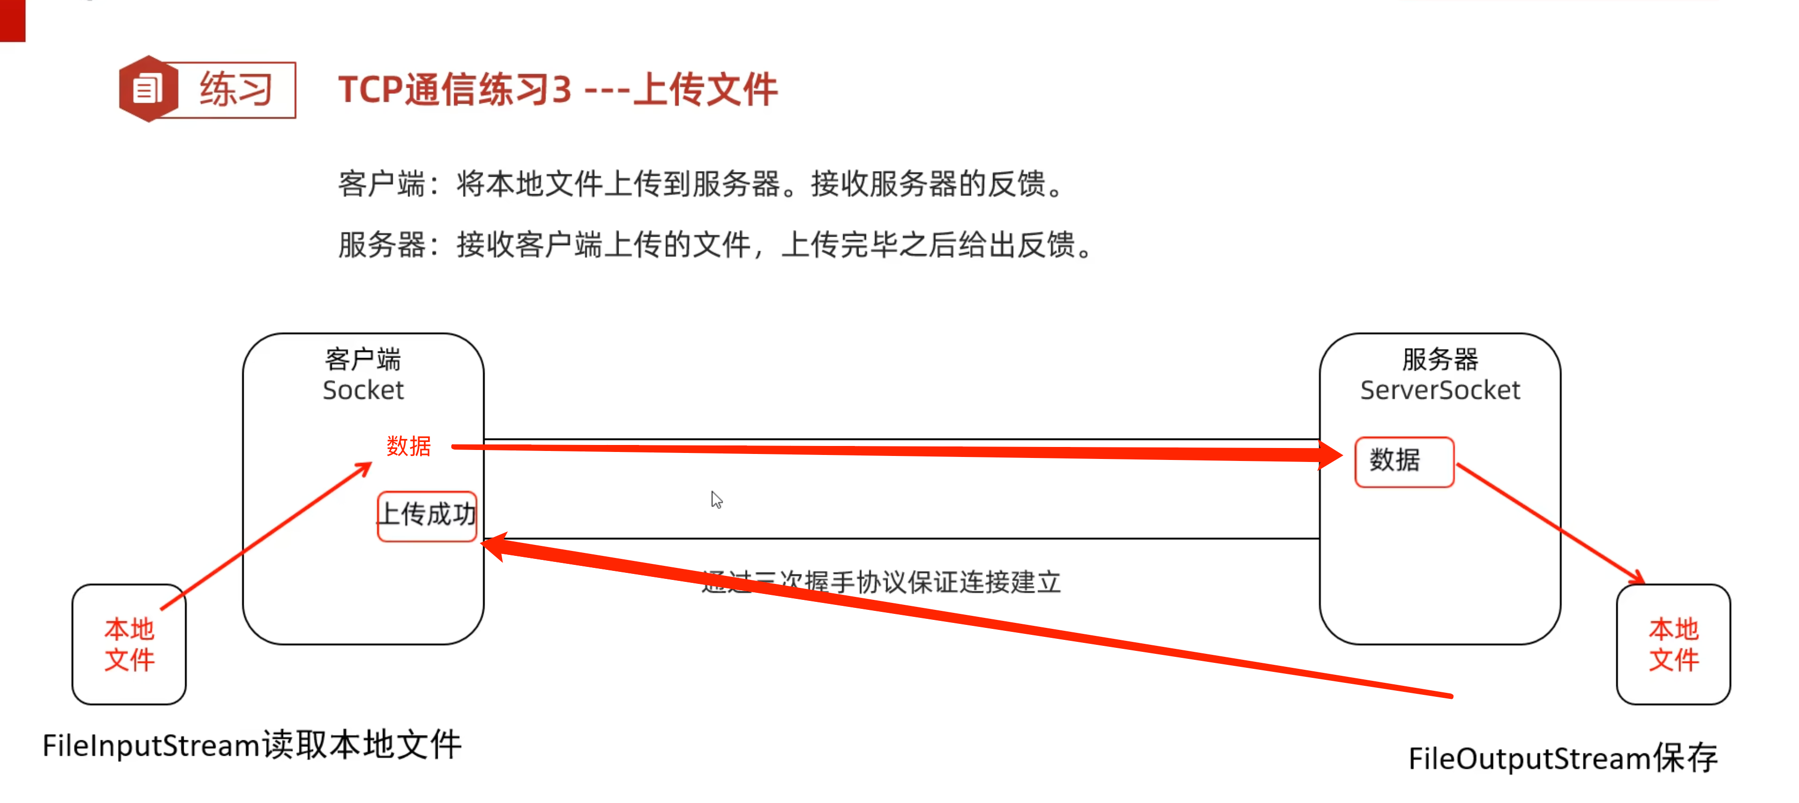 练习
TCP通信练习3 ---上传文件
客户端：将本地文件上传到服务器。接收服务器的反馈。
服务器：接收客户端上传的文件，上传完毕之后给出反馈。
客户端
Socket
服务器
ServerSocket
数据
数据
上传成功
通过三次握手协议保证连接建立
本地
文件
本地
文件
FileInputStream读取本地文件
FileOutputStream保存